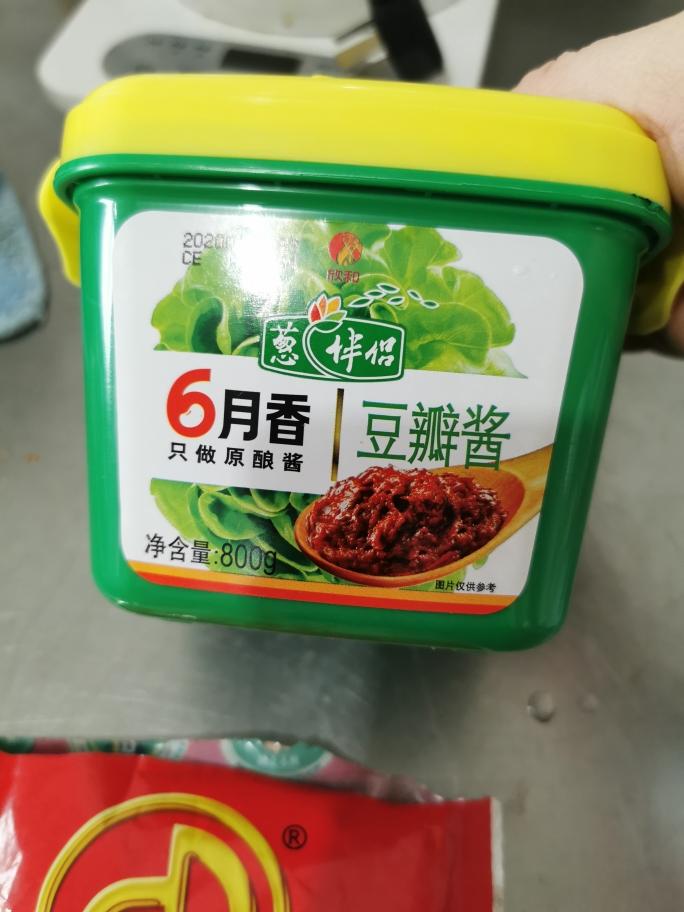 CE
欣和
葱伴侣
6月香
只做原酿酱
豆瓣酱
净含量:800g
图片仅供参考
®